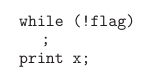 while (!flag)
;
print x;